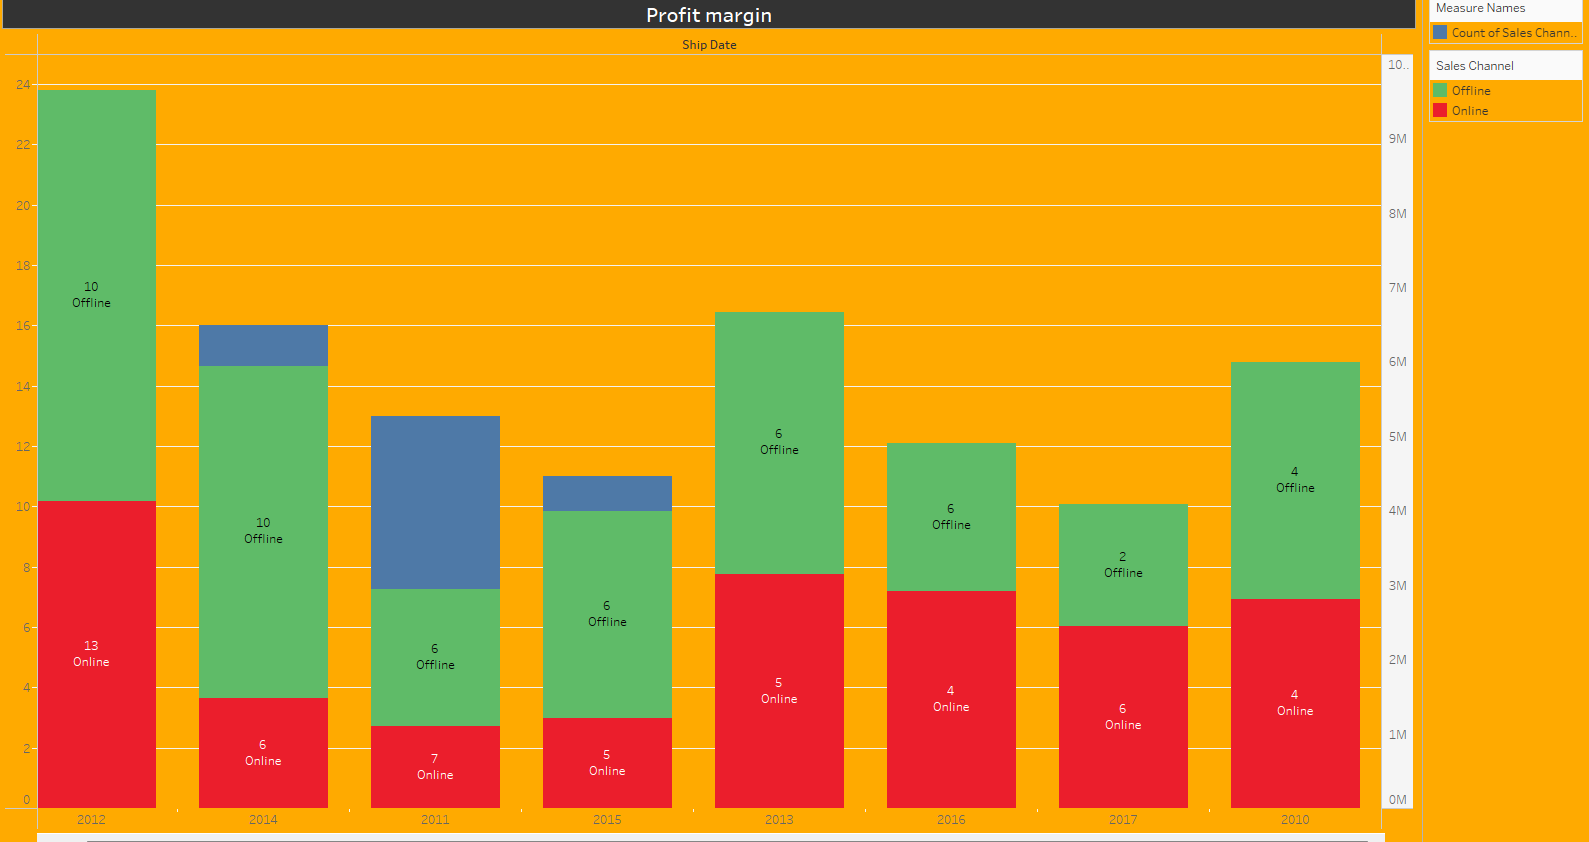 Profit margin
Ship Date
24
22
20
18
16
14
12
10
8
6
4
2
0
10..
9M
8M
7M
6M
5M
4M
3M
2M
1M
0M
10
Offline
13
Online
10
Offline
6
Online
6
Offline
7
Online
6
Offline
5
Online
6
Offline
5
Online
6
Offline
4
Online
2
Offline
6
Online
4
Offline
4
Online
2012 2014 2011 2015 2013 2016 2017 2010
Measure Names
Count of Sales Chann..
Sales Channel
Offline
Online